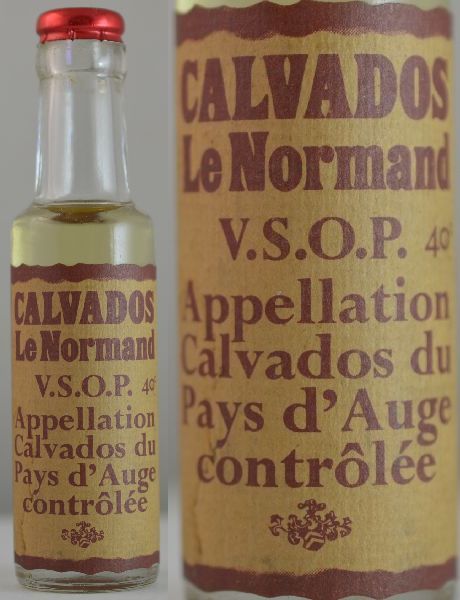 CALVADOS
Le Normand
V.S.O.P. 40°
Appellation
Calvados du
Pays d'Auge
contrôlée
CALVADOS
Le Normand
V.S.O.P. 40°
Appellation
Calvados du
Pays d'Auge
contrôlée